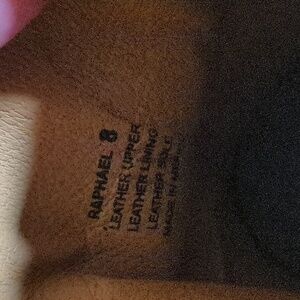 RAPHAEL 8
LEATHER UPPER
LEATHER LINING
LEATHER SOLE
MADE IN